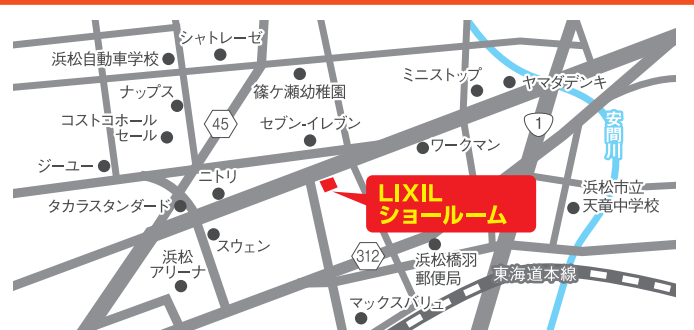 シャトレーゼ
浜松自動車学校
ナップス
篠ケ瀬幼稚園
ミニストップ
ヤマダデンキ
コストコホール
セール
45
セブン-イレブン
1
安間川
ジーユー
ニトリ
ワークマン
タカラスタンダード
LIXIL
ショールーム
浜松市立
天竜中学校
スウェン
浜松
アリーナ
312
浜松橋羽
郵便局
東海道本線
マックスバリュ